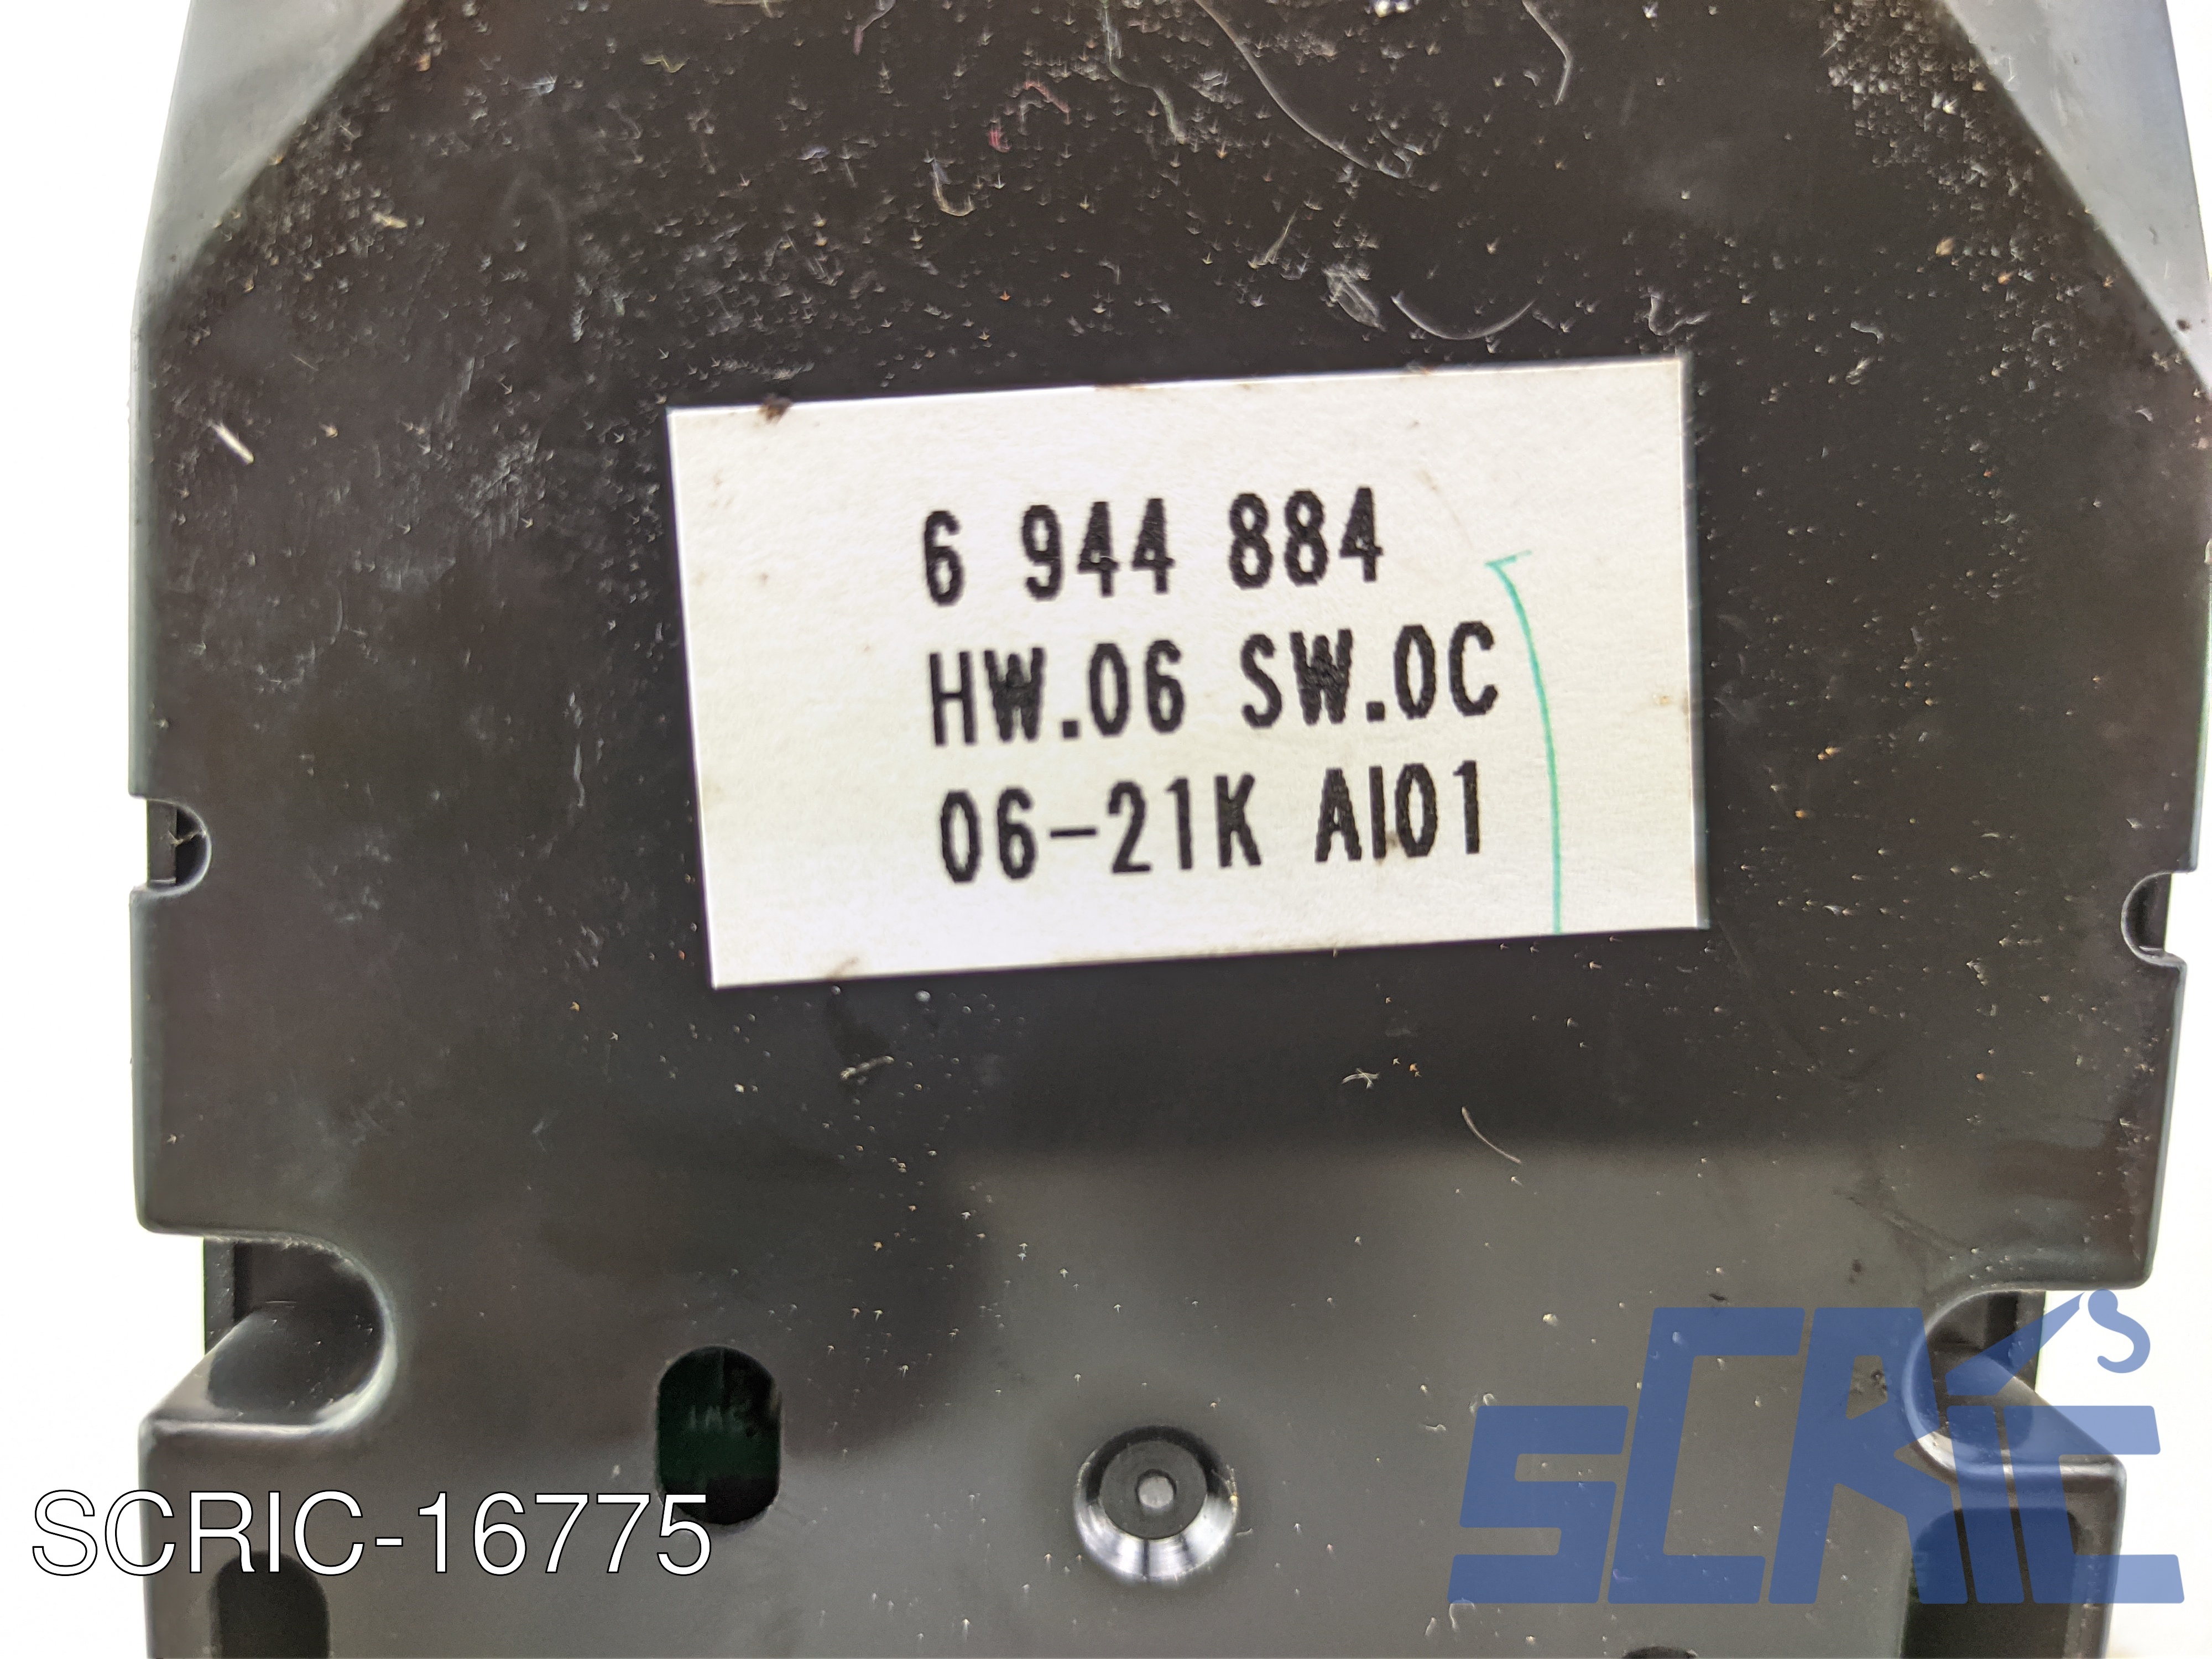 6 944 884
HW.06 SW.0C
06-21K AI01
SCRIC-16775
SCRiC'S